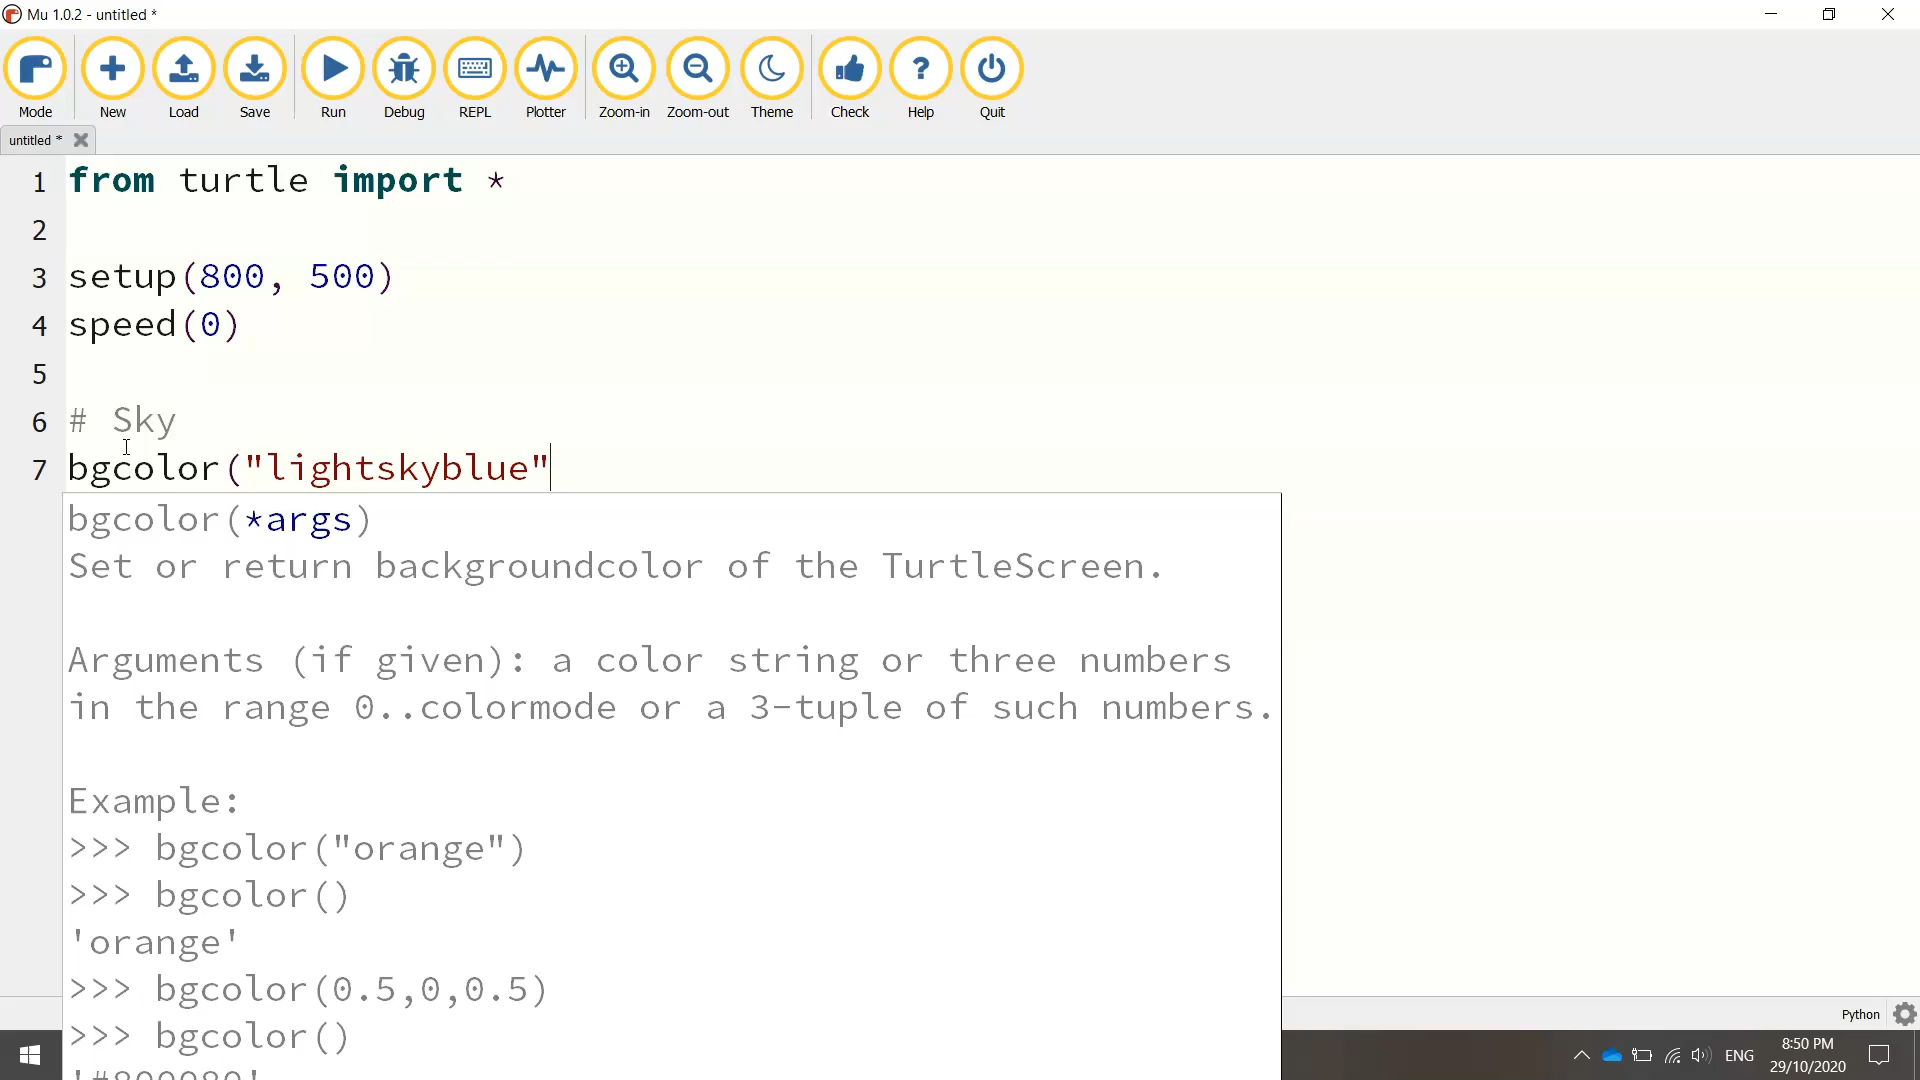 Mu 1.0.2 - untitled *
Mode New Load Save Run Debug REPL Plotter Zoom-in Zoom-out Theme Check Help Quit
untitled *
1 from turtle import *
2
3 setup(800, 500)
4 speed(0)
5
6 # Sky
7 bgcolor("lightskyblue"
bgcolor(*args)
Set or return backgroundcolor of the TurtleScreen.
Arguments (if given): a color string or three numbers
in the range 0..colormode or a 3-tuple of such numbers.
Example:
>>> bgcolor("orange")
>>> bgcolor()
'orange'
>>> bgcolor(0.5,0,0.5)
>>> bgcolor()
'#800080'
Python
ENG
8:50 PM
29/10/2020